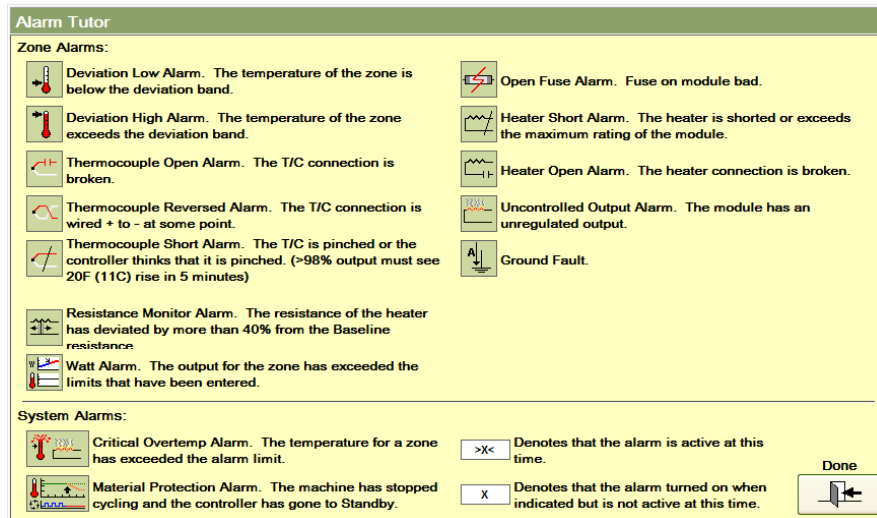 Alarm Tutor
Zone Alarms:
Deviation Low Alarm. The temperature of the zone is
below the deviation band.
Deviation High Alarm. The temperature of the zone
exceeds the deviation band.
Thermocouple Open Alarm. The T/C connection is
broken.
Thermocouple Reversed Alarm. The T/C connection is
wired + to - at some point.
Thermocouple Short Alarm. The T/C is pinched or the
controller thinks that it is pinched. (>98% output must see
20F (11C) rise in 5 minutes)
Resistance Monitor Alarm. The resistance of the heater
has deviated by more than 40% from the Baseline
resistance
W
Watt Alarm. The output for the zone has exceeded the
limits that have been entered.
Open Fuse Alarm. Fuse on module bad.
Heater Short Alarm. The heater is shorted or exceeds
the maximum rating of the module.
Heater Open Alarm. The heater connection is broken.
Uncontrolled Output Alarm. The module has an
unregulated output.
A
Ground Fault.
System Alarms:
Critical Overtemp Alarm. The temperature for a zone
has exceeded the alarm limit.
Material Protection Alarm. The machine has stopped
cycling and the controller has gone to Standby.
>X<
Denotes that the alarm is active at this
time.
X
Denotes that the alarm turned on when
indicated but is not active at this time.
Done